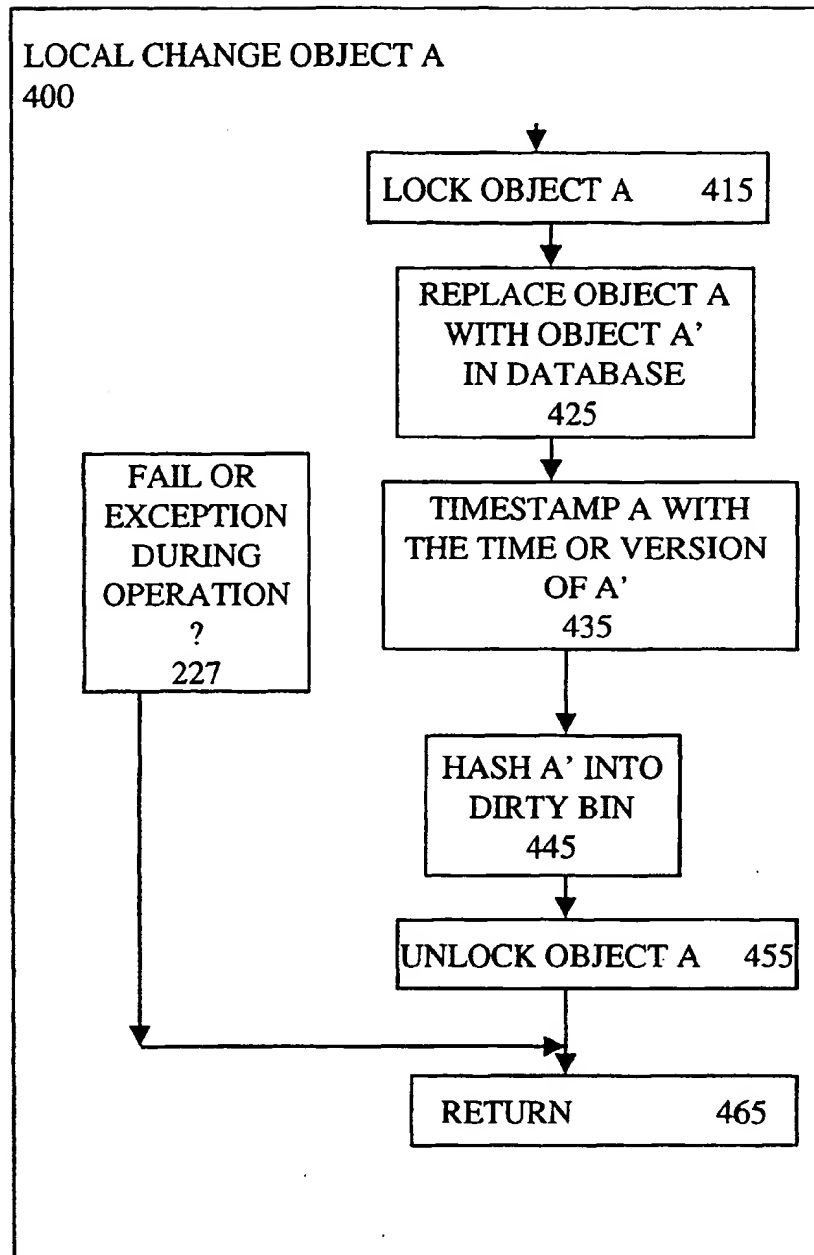 LOCAL CHANGE OBJECT A
400
LOCK OBJECT A 415
REPLACE OBJECT A
WITH OBJECT A'
IN DATABASE
425
FAIL OR
EXCEPTION
DURING
OPERATION
?
227
TIMESTAMP A WITH
THE TIME OR VERSION
OF A'
435
HASH A' INTO
DIRTY BIN
445
UNLOCK OBJECT A 455
RETURN 465